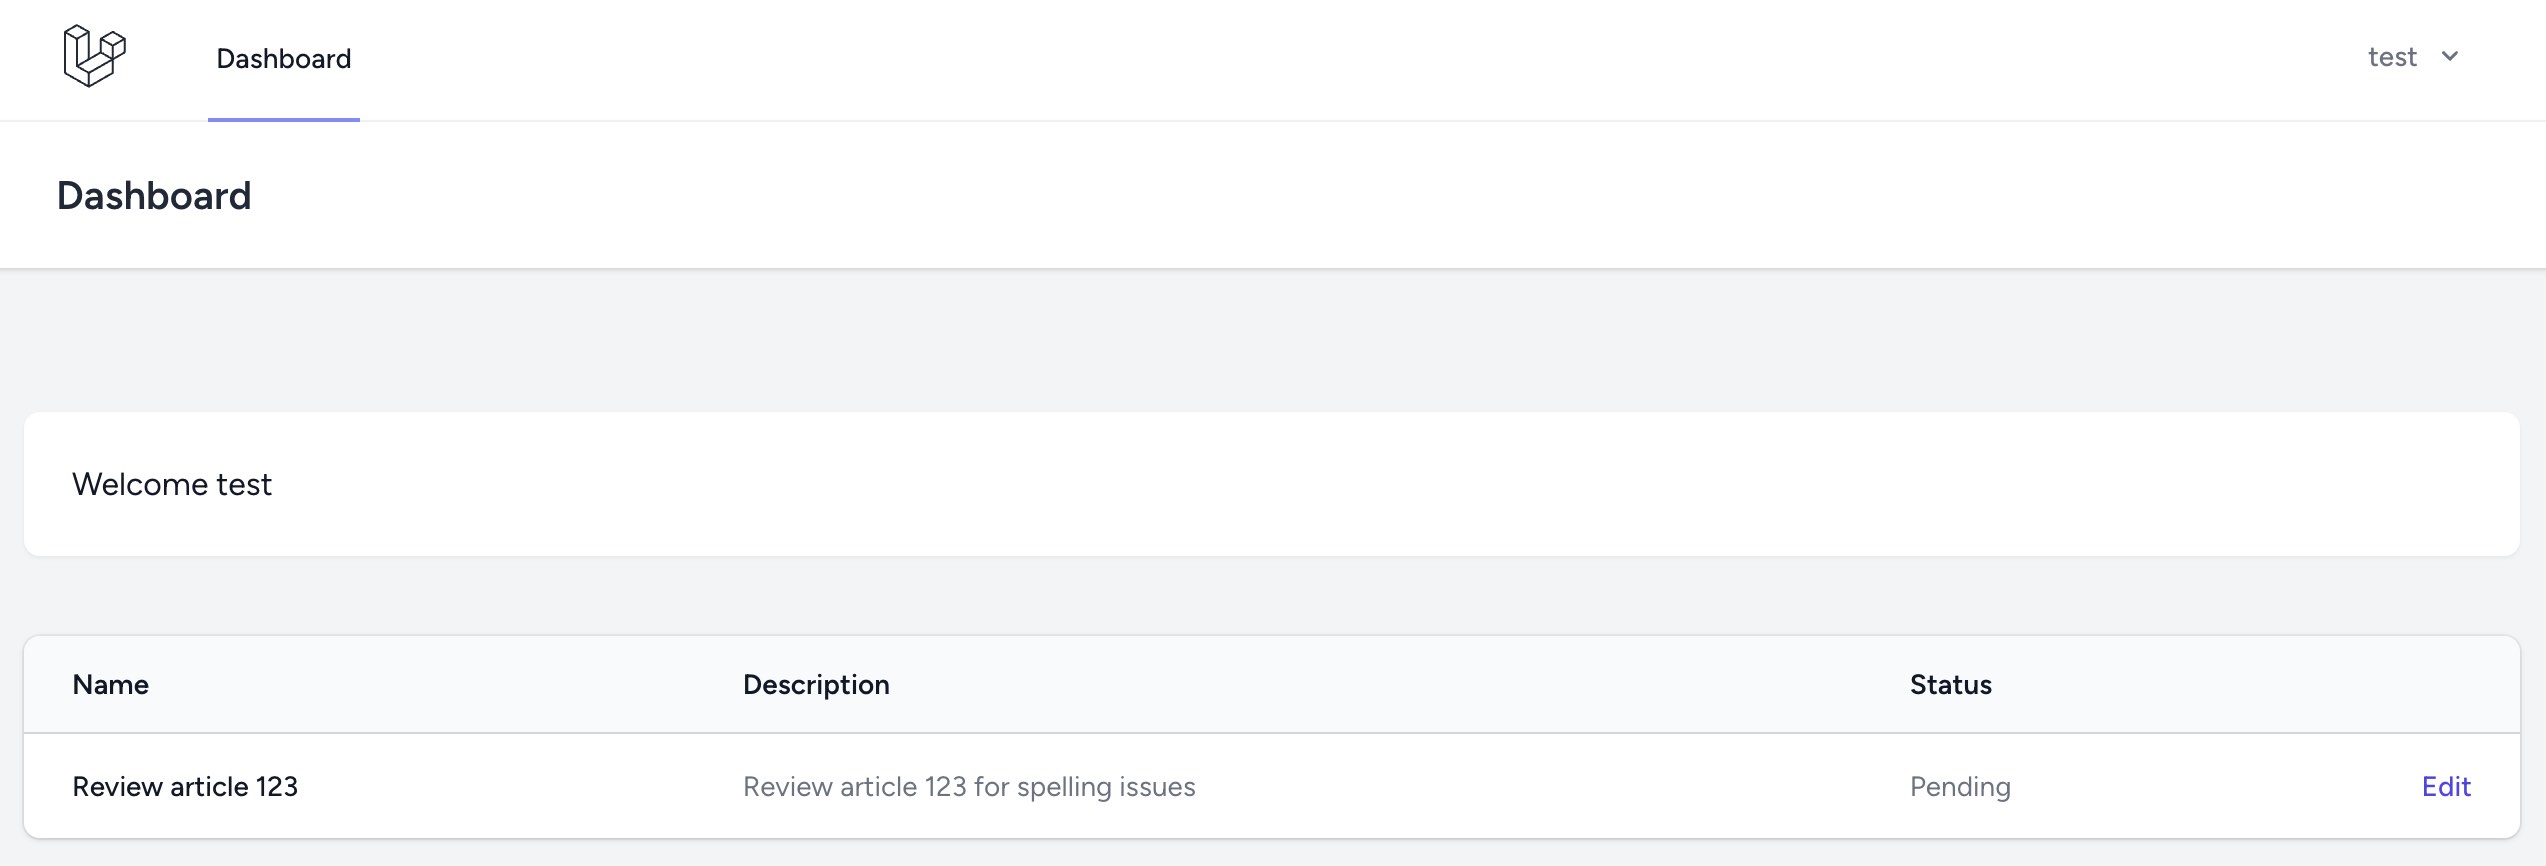 Dashboard test
Dashboard
Welcome test
Name Description Status
Review article 123 Review article 123 for spelling issues Pending Edit